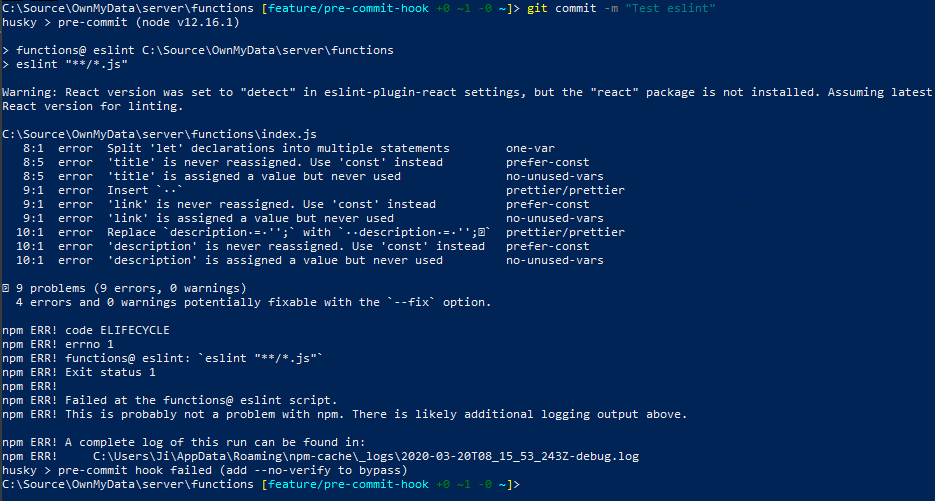 C:\Source\OwnMyData\server\functions [feature/pre-commit-hook +0 ~1 -0 ~]> git commit -m "Test eslint"
husky > pre-commit (node v12.16.1)
> functions@ eslint C:\Source\OwnMyData\server\functions
> eslint "**/*.js"
Warning: React version was set to "detect" in eslint-plugin-react settings, but the "react" package is not installed. Assuming latest
React version for linting.
C:\Source\OwnMyData\server\functions\index.js
8:1 error Split 'let' declarations into multiple statements one-var
8:5 error 'title' is never reassigned. Use 'const' instead prefer-const
8:5 error 'title' is assigned a value but never used no-unused-vars
9:1 error Insert `··` prettier/prettier
9:1 error 'link' is never reassigned. Use 'const' instead prefer-const
9:1 error 'link' is assigned a value but never used no-unused-vars
10:1 error Replace `description·=·'';` with `··description·=·'';⍰` prettier/prettier
10:1 error 'description' is never reassigned. Use 'const' instead prefer-const
10:1 error 'description' is assigned a value but never used no-unused-vars
⍰ 9 problems (9 errors, 0 warnings)
4 errors and 0 warnings potentially fixable with the `--fix` option.
npm ERR! code ELIFECYCLE
npm ERR! errno 1
npm ERR! functions@ eslint: `eslint "**/*.js"`
npm ERR! Exit status 1
npm ERR!
npm ERR! Failed at the functions@ eslint script.
npm ERR! This is probably not a problem with npm. There is likely additional logging output above.
npm ERR! A complete log of this run can be found in:
npm ERR! C:\Users\Ji\AppData\Roaming\npm-cache\_logs\2020-03-20T08_15_53_243Z-debug.log
husky > pre-commit hook failed (add --no-verify to bypass)
C:\Source\OwnMyData\server\functions [feature/pre-commit-hook +0 ~1 -0 ~]>